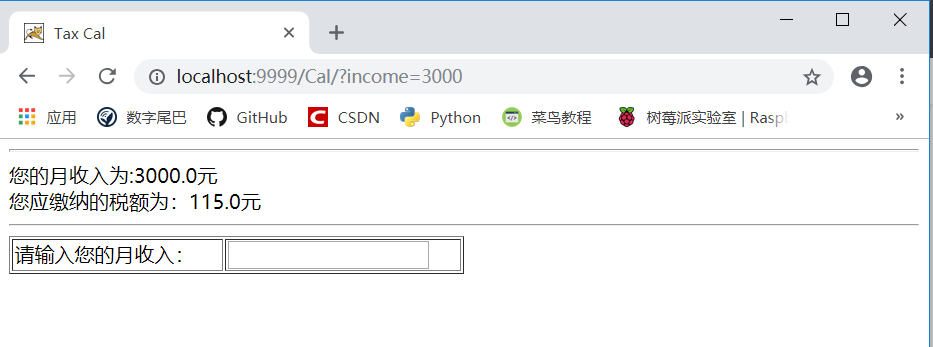 Tax Cal
localhost:9999/Cal/?income=3000
应用 数字尾巴 GitHub CSDN Python 菜鸟教程 树莓派实验室 | Rasp
您的月收入为:3000.0元
您应缴纳的税额为：115.0元
请输入您的月收入：